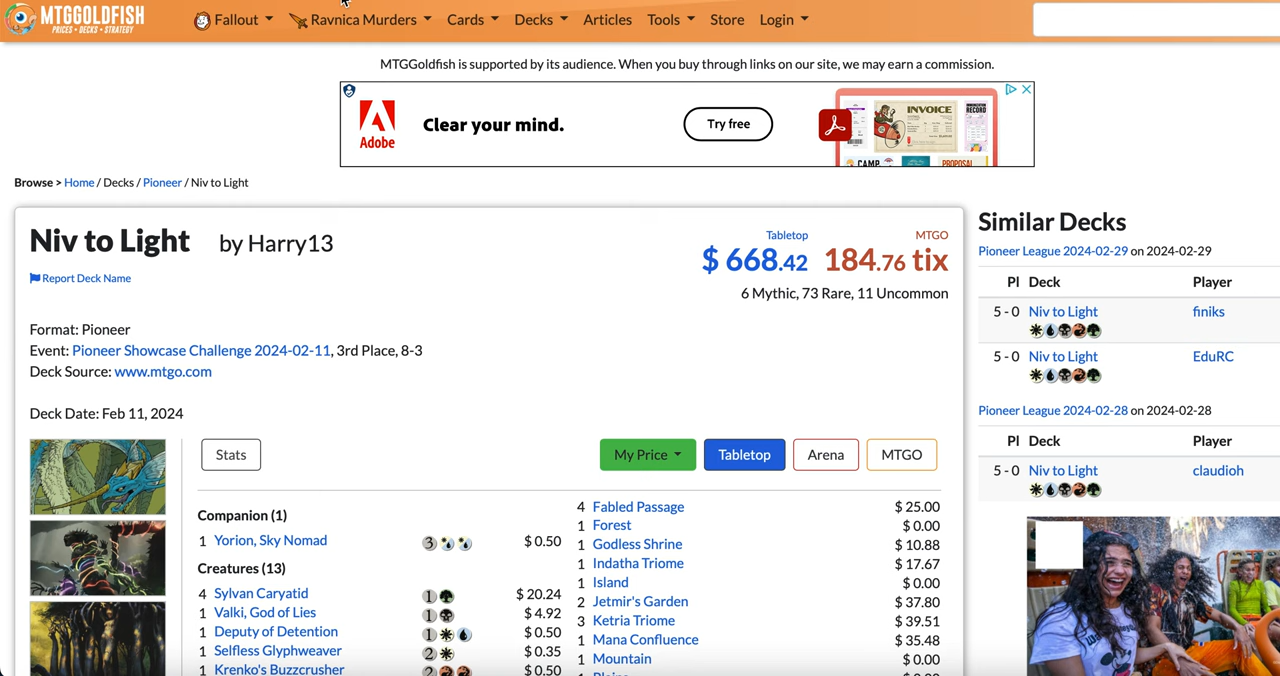 MTGGOLDFISH
PRICES • DECKS • STRATEGY
Fallout
Ravnica Murders
Cards
Decks
Articles
Tools
Store
Login
MTGGoldfish is supported by its audience. When you buy through links on our site, we may earn a commission.
Adobe
Clear your mind.
Try free
INVOICE
RECORD
CAMP
PROPOSAL
Browse > Home / Decks / Pioneer / Niv to Light
Niv to Light by Harry13
Report Deck Name
Tabletop
$ 668.42
MTGO
184.76 tix
6 Mythic, 73 Rare, 11 Uncommon
Format: Pioneer
Event: Pioneer Showcase Challenge 2024-02-11, 3rd Place, 8-3
Deck Source: www.mtgo.com
Deck Date: Feb 11, 2024
Stats
My Price
Tabletop
Arena
MTGO
Companion (1)
1 Yorion, Sky Nomad 3 $ 0.50
Creatures (13)
4 Sylvan Caryatid 1 $ 20.24
1 Valki, God of Lies 1 $ 4.92
1 Deputy of Detention 1 $ 0.50
1 Selfless Glyphweaver 2 $ 0.35
1 Krenko's Buzzcrusher 2 $ 0.50
4 Fabled Passage $ 25.00
1 Forest $ 0.00
1 Godless Shrine $ 10.88
1 Indatha Triome $ 17.67
1 Island $ 0.00
2 Jetmir's Garden $ 37.80
3 Ketria Triome $ 39.51
1 Mana Confluence $ 35.48
1 Mountain $ 0.00
Similar Decks
Pioneer League 2024-02-29 on 2024-02-29
Pl Deck Player
5 - 0 Niv to Light finiks
5 - 0 Niv to Light EduRC
Pioneer League 2024-02-28 on 2024-02-28
Pl Deck Player
5 - 0 Niv to Light claudioh